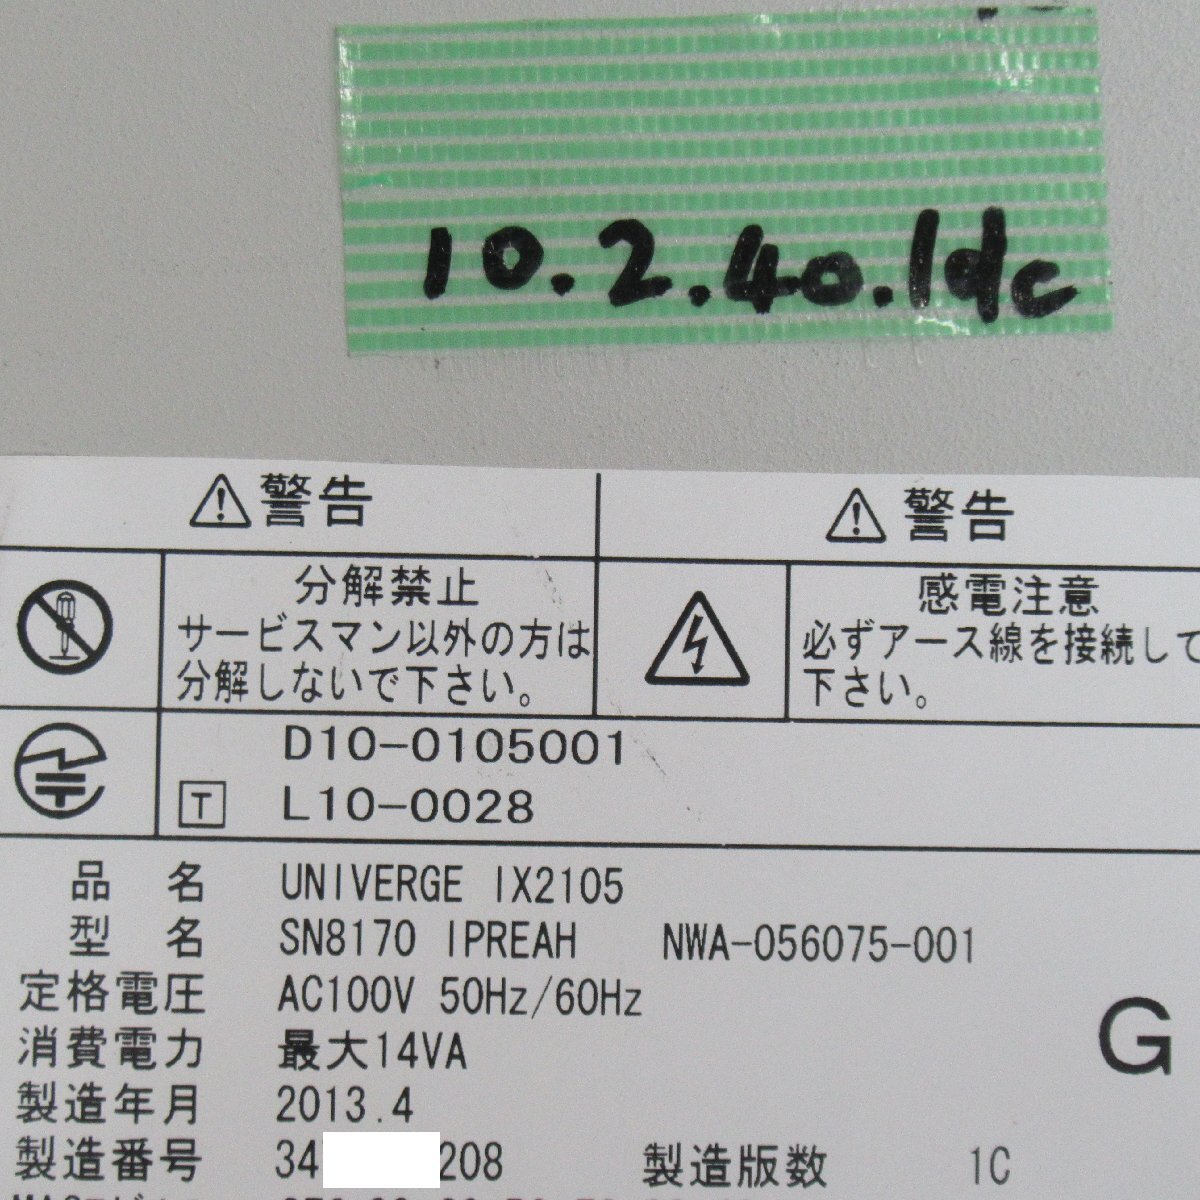 10.2.40.1dc
警告
警告
分解禁止
サービスマン以外の方は
分解しないで下さい。
感電注意
必ずアース線を接続して
下さい。
D10-0105001
T L10-0028
品 名 UNIVERGE IX2105
型 名 SN8170 IPREAH NWA-056075-001
定格電圧 AC100V 50Hz/60Hz
消費電力 最大14VA
G
製造年月 2013.4
製造番号 34 208 製造版数 1C